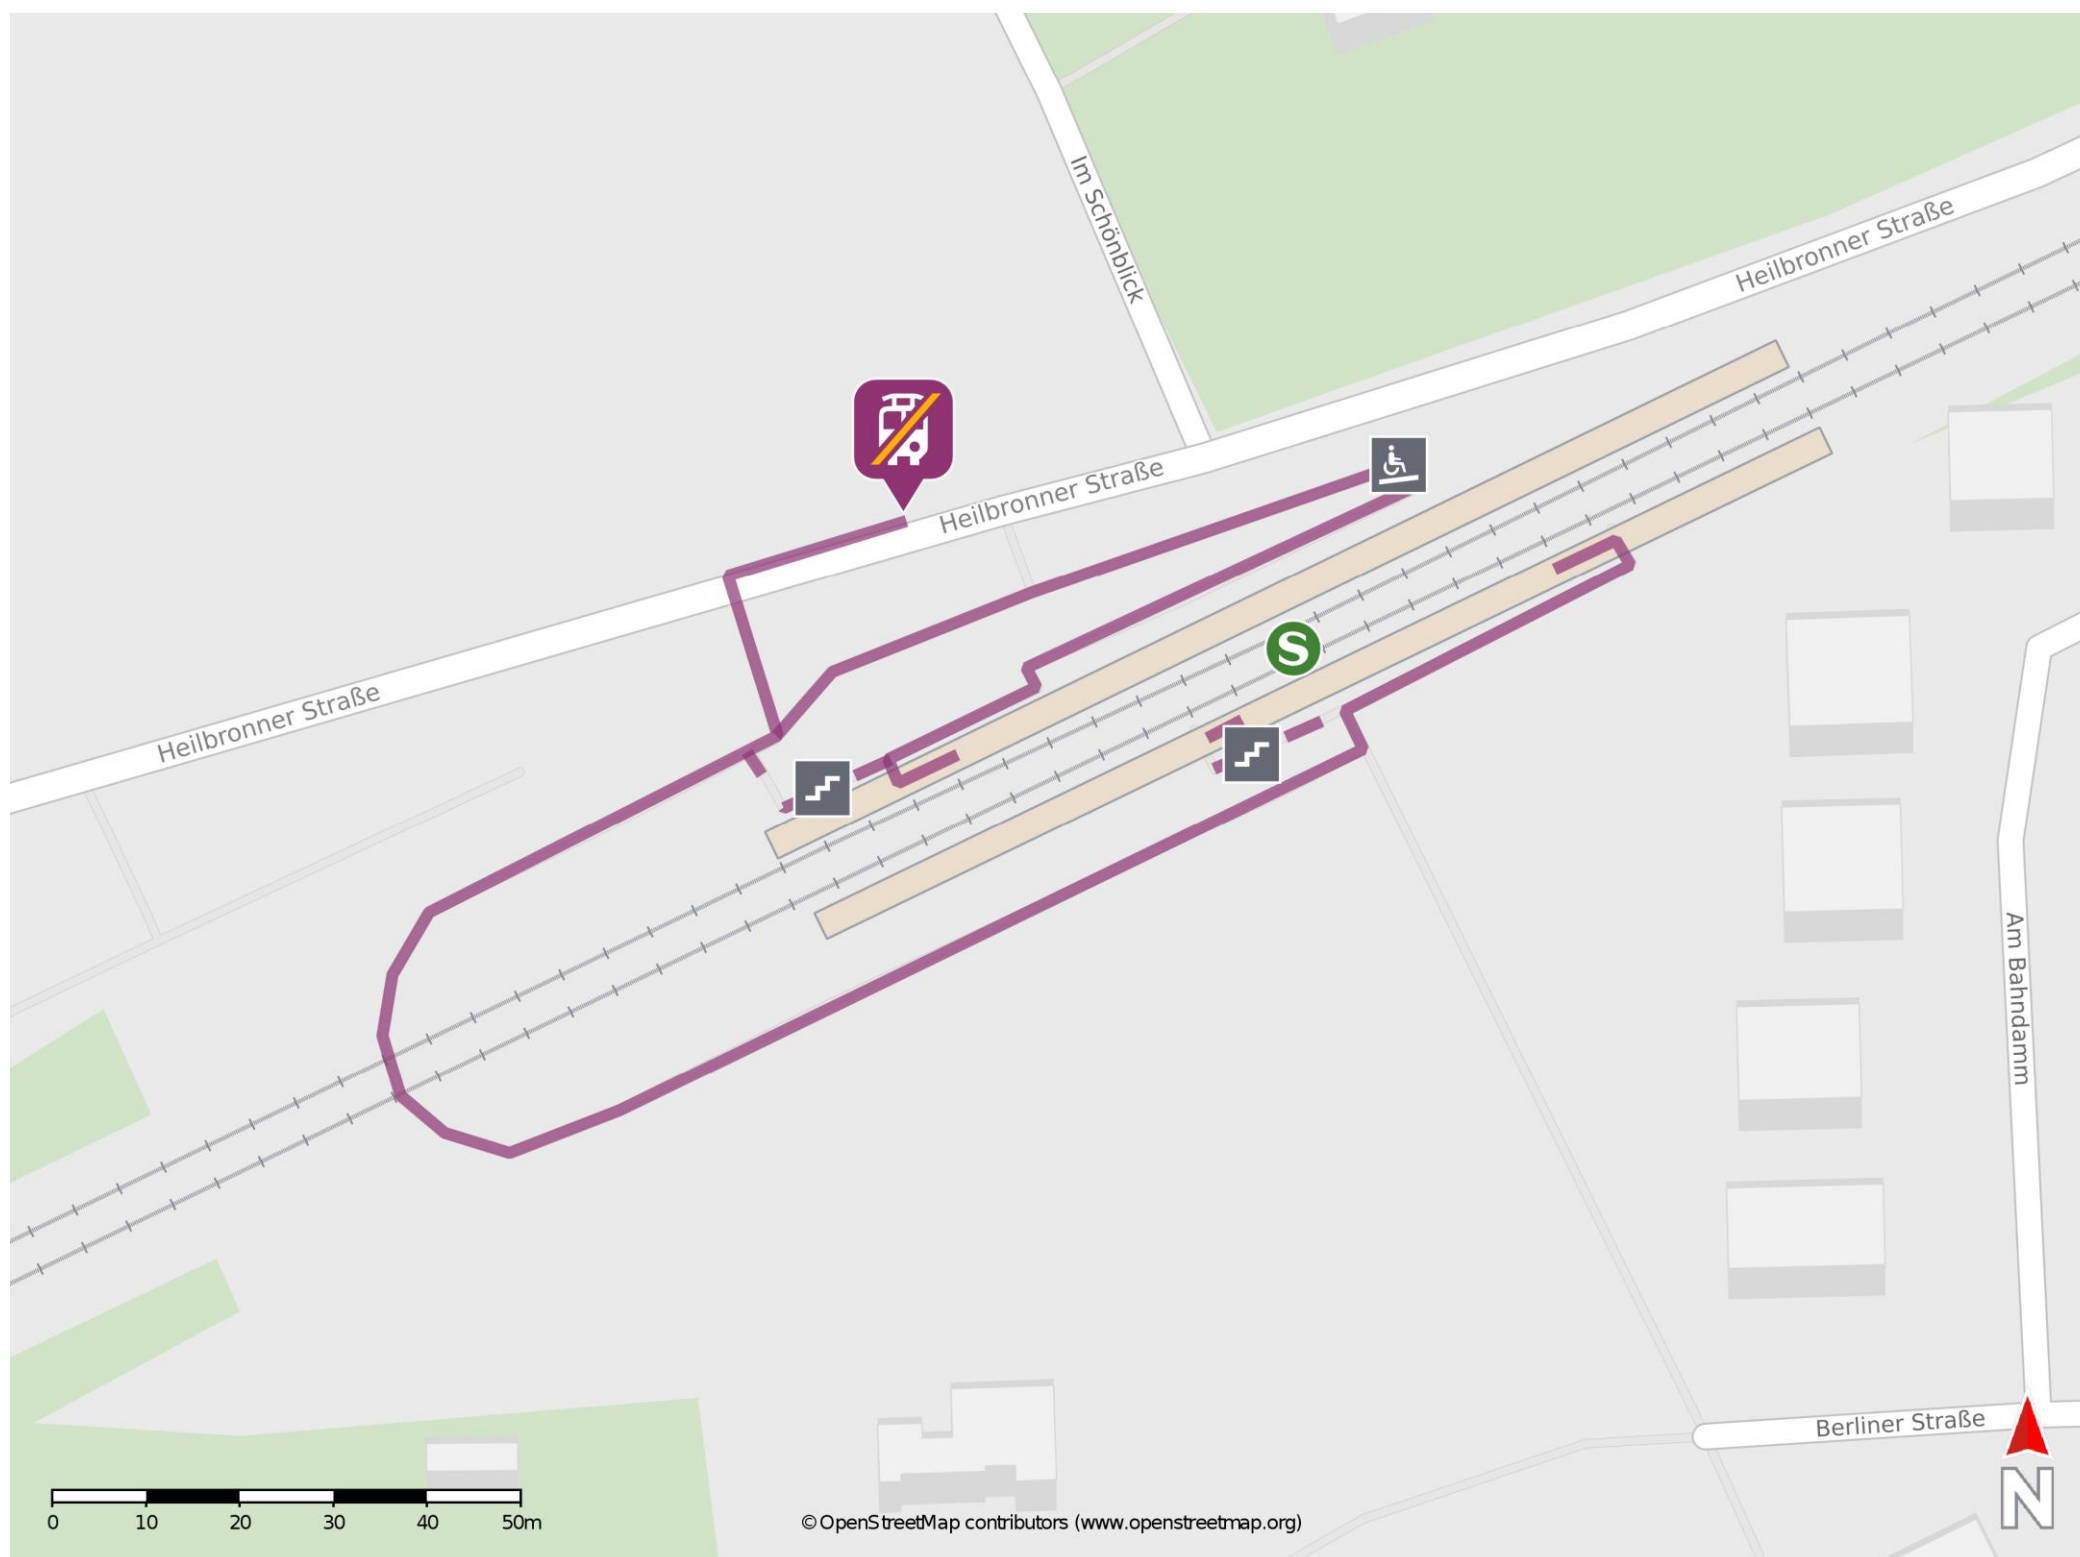 Im Schönblick
Heilbronner Straße
Heilbronner Straße
S
Heilbronner Straße
Am Bahndamm
Berliner Straße
N
0 10 20 30 40 50m
© OpenStreetMap contributors (www.openstreetmap.org)